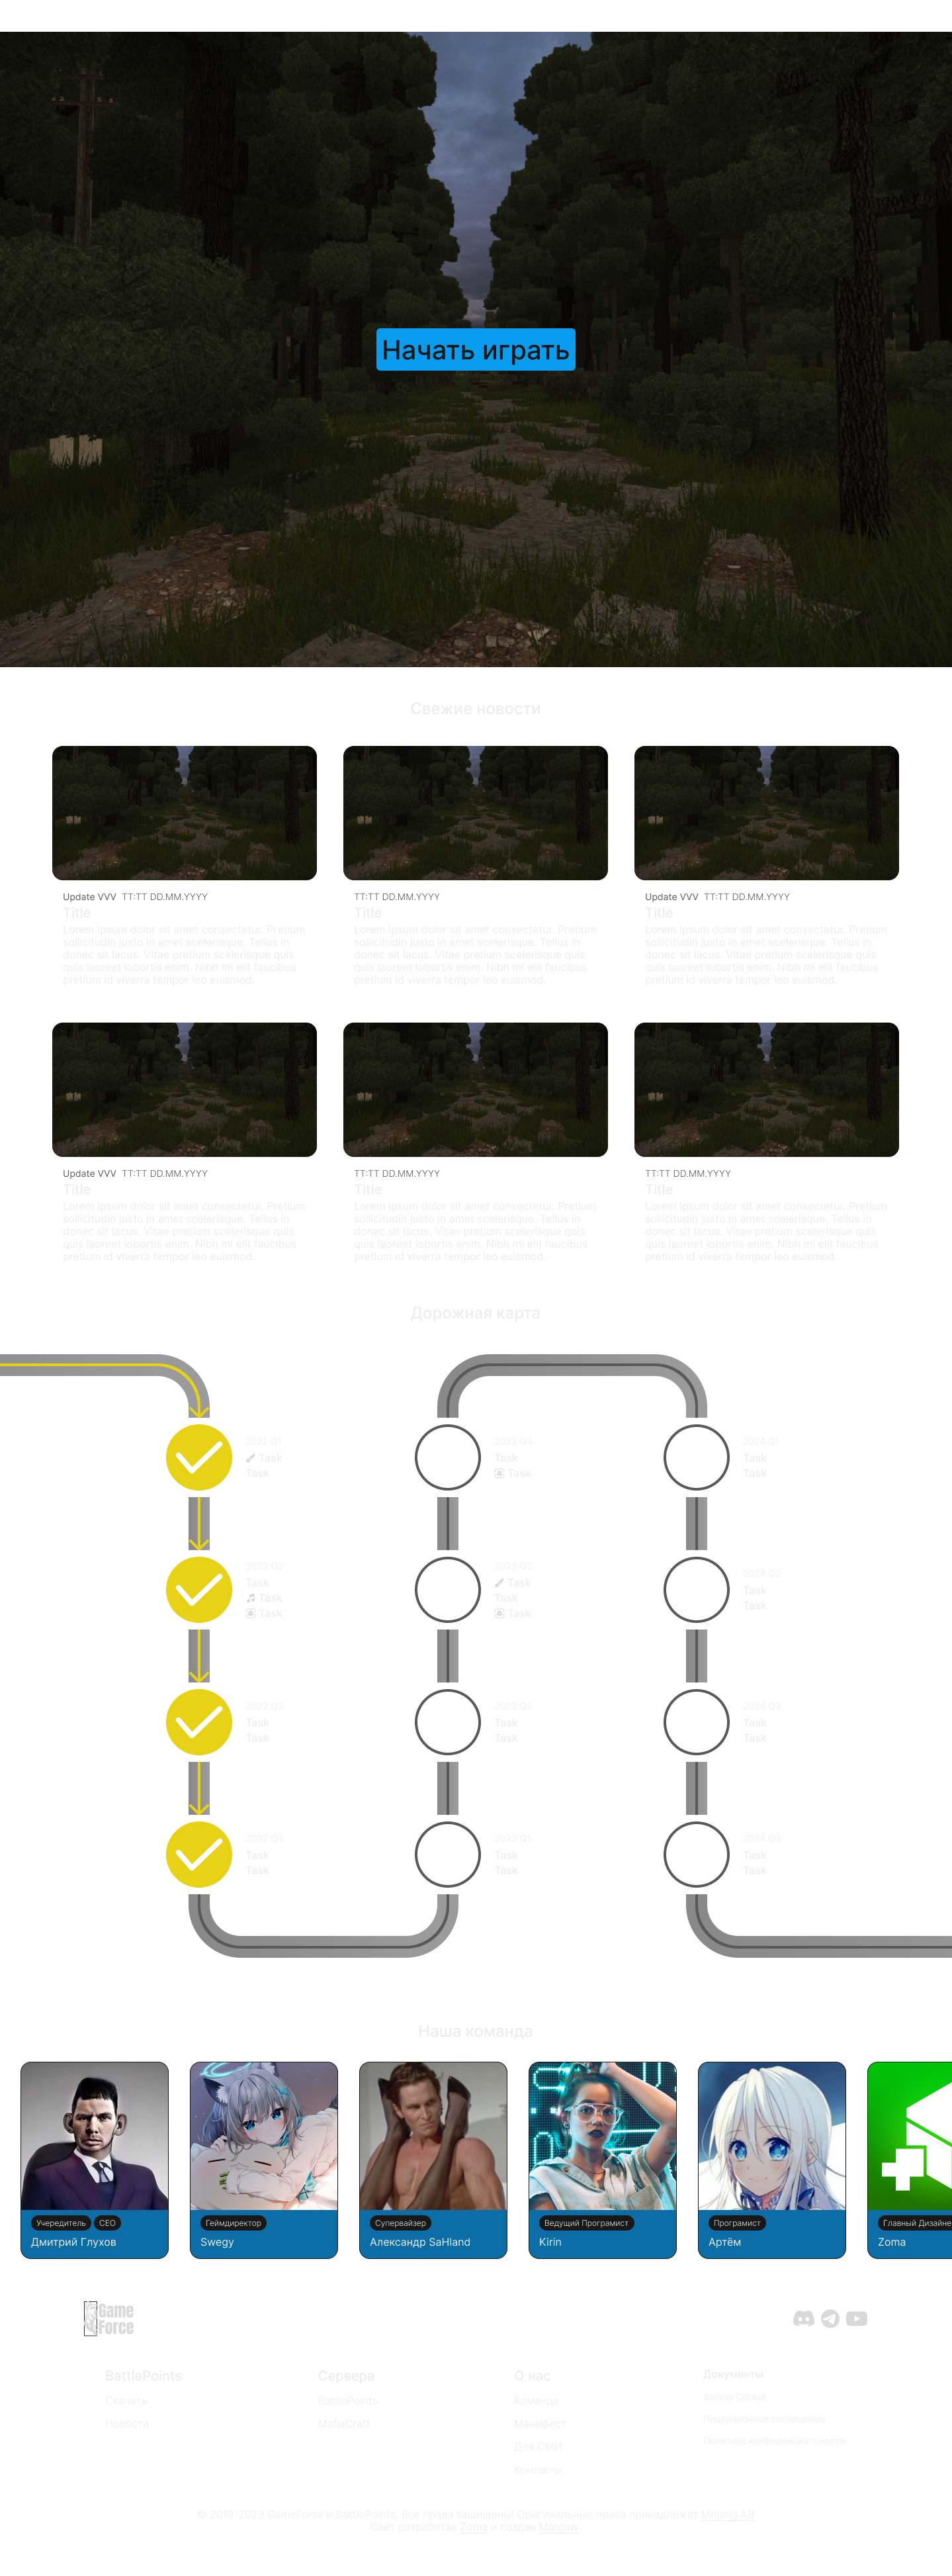 Начать играть
Свежие новости
Update VVV TT:TT DD.MM.YYYY
Title
Lorem ipsum dolor sit amet consectetur. Pretium
sollicitudin justo in amet scelerisque. Tellus in
donec sit lacus. Vitae pretium scelerisque quis
quis laoreet lobortis enim. Nibh mi elit faucibus
pretium id viverra tempor leo euismod.
TT:TT DD.MM.YYYY
Title
Lorem ipsum dolor sit amet consectetur. Pretium
sollicitudin justo in amet scelerisque. Tellus in
donec sit lacus. Vitae pretium scelerisque quis
quis laoreet lobortis enim. Nibh mi elit faucibus
pretium id viverra tempor leo euismod.
Update VVV TT:TT DD.MM.YYYY
Title
Lorem ipsum dolor sit amet consectetur. Pretium
sollicitudin justo in amet scelerisque. Tellus in
donec sit lacus. Vitae pretium scelerisque quis
quis laoreet lobortis enim. Nibh mi elit faucibus
pretium id viverra tempor leo euismod.
Update VVV TT:TT DD.MM.YYYY
Title
Lorem ipsum dolor sit amet consectetur. Pretium
sollicitudin justo in amet scelerisque. Tellus in
donec sit lacus. Vitae pretium scelerisque quis
quis laoreet lobortis enim. Nibh mi elit faucibus
pretium id viverra tempor leo euismod.
TT:TT DD.MM.YYYY
Title
Lorem ipsum dolor sit amet consectetur. Pretium
sollicitudin justo in amet scelerisque. Tellus in
donec sit lacus. Vitae pretium scelerisque quis
quis laoreet lobortis enim. Nibh mi elit faucibus
pretium id viverra tempor leo euismod.
TT:TT DD.MM.YYYY
Title
Lorem ipsum dolor sit amet consectetur. Pretium
sollicitudin justo in amet scelerisque. Tellus in
donec sit lacus. Vitae pretium scelerisque quis
quis laoreet lobortis enim. Nibh mi elit faucibus
pretium id viverra tempor leo euismod.
Дорожная карта
2022 Q1
Task
Task
2022 Q2
Task
Task
Task
2022 Q3
Task
Task
2022 Q4
Task
Task
2023 Q4
Task
Task
2023 Q3
Task
Task
Task
2023 Q2
Task
Task
2023 Q1
Task
Task
2024 Q1
Task
Task
2024 Q2
Task
Task
2024 Q3
Task
Task
2024 Q4
Task
Task
Наша команда
Учередитель CEO
Дмитрий Глухов
Геймдиректор
Swegy
Супервайзер
Александр SaHland
Ведущий Програмист
Kirin
Програмист
Артём
Главный Дизайне
Zoma
Game
Force
BattlePoints
Скачать
Новости
Сервера
BattlePoints
MafiaCraft
О нас
Команда
Манифест
Для СМИ
Контакты
Документы
Файлы Cookie
Лицензионное соглашение
Политика конфиденциальности
© 2019-2023 GameForse и BattlePoints. Все права защищены! Оригинальные права принадлежат Mojang AB
Сайт разработан Zoma и создан Margaw.